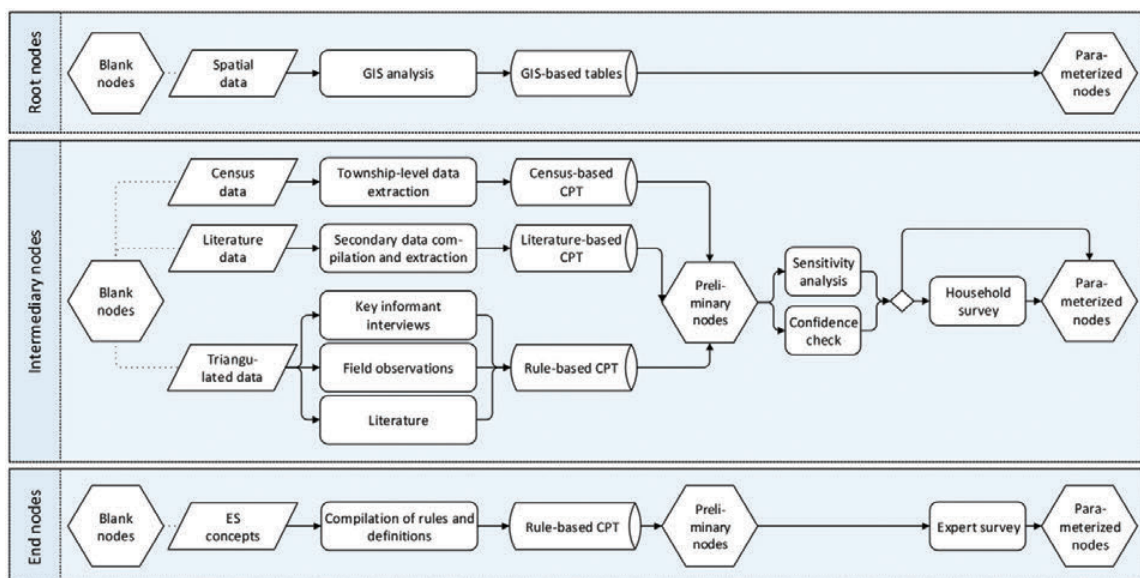 Root nodes
Blank
nodes
Spatial
data
GIS analysis
GIS-based tables
Para-
meterized
nodes
Intermediary nodes
Blank
nodes
Census
data
Township-level data
extraction
Census-based
CPT
Literature
data
Secondary data com-
pilation and extraction
Literature-based
CPT
Triangu-
lated data
Key informant
interviews
Field observations
Literature
Rule-based CPT
Preli-
minary
nodes
Sensitivity
analysis
Confidence
check
Household
survey
Para-
meterized
nodes
End nodes
Blank
nodes
ES
concepts
Compilation of rules and
definitions
Rule-based CPT
Preli-
minary
nodes
Expert survey
Para-
meterized
nodes